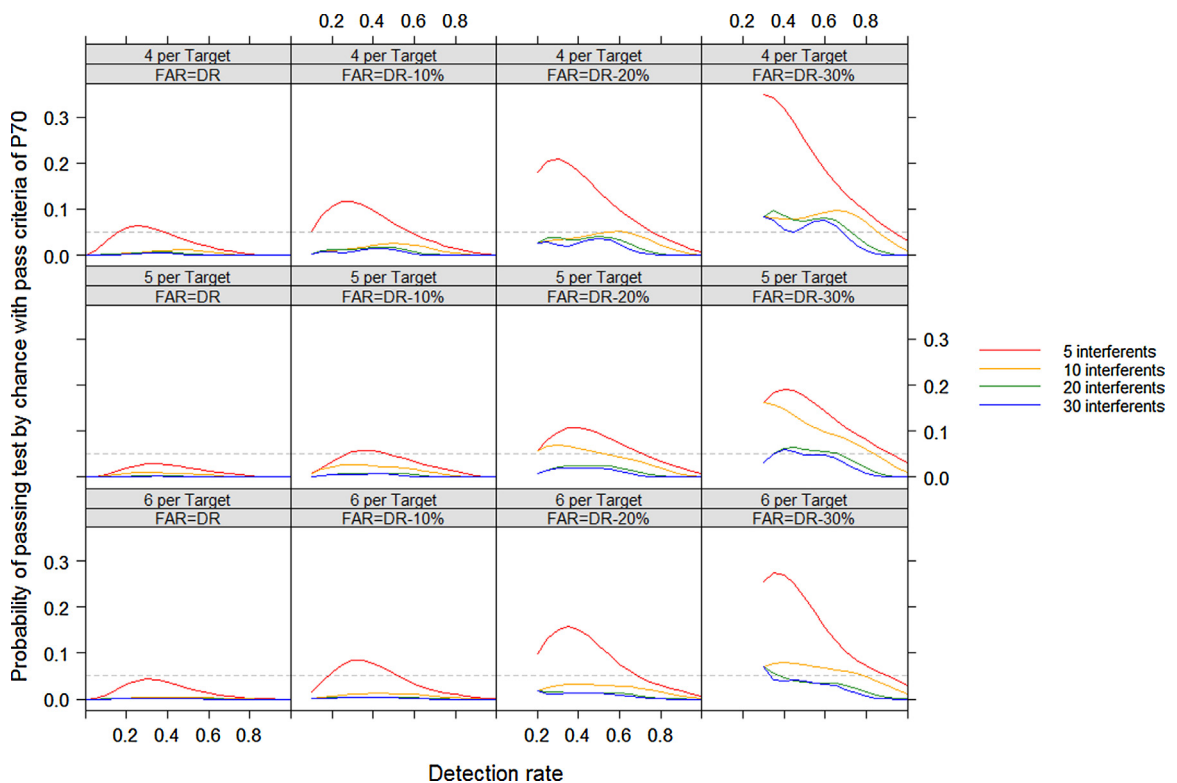 0.2 0.4 0.6 0.8 0.2 0.4 0.6 0.8
4 per Target 4 per Target 4 per Target 4 per Target
FAR=DR FAR=DR-10% FAR=DR-20% FAR=DR-30%
0.3
0.2
0.1
0.0
5 per Target 5 per Target 5 per Target 5 per Target
FAR=DR FAR=DR-10% FAR=DR-20% FAR=DR-30%
0.3
0.2
0.1
0.0
6 per Target 6 per Target 6 per Target 6 per Target
FAR=DR FAR=DR-10% FAR=DR-20% FAR=DR-30%
0.3
0.2
0.1
0.0
0.2 0.4 0.6 0.8 0.2 0.4 0.6 0.8
Detection rate
Probability of passing test by chance with pass criteria of P70
5 interferents
10 interferents
20 interferents
30 interferents